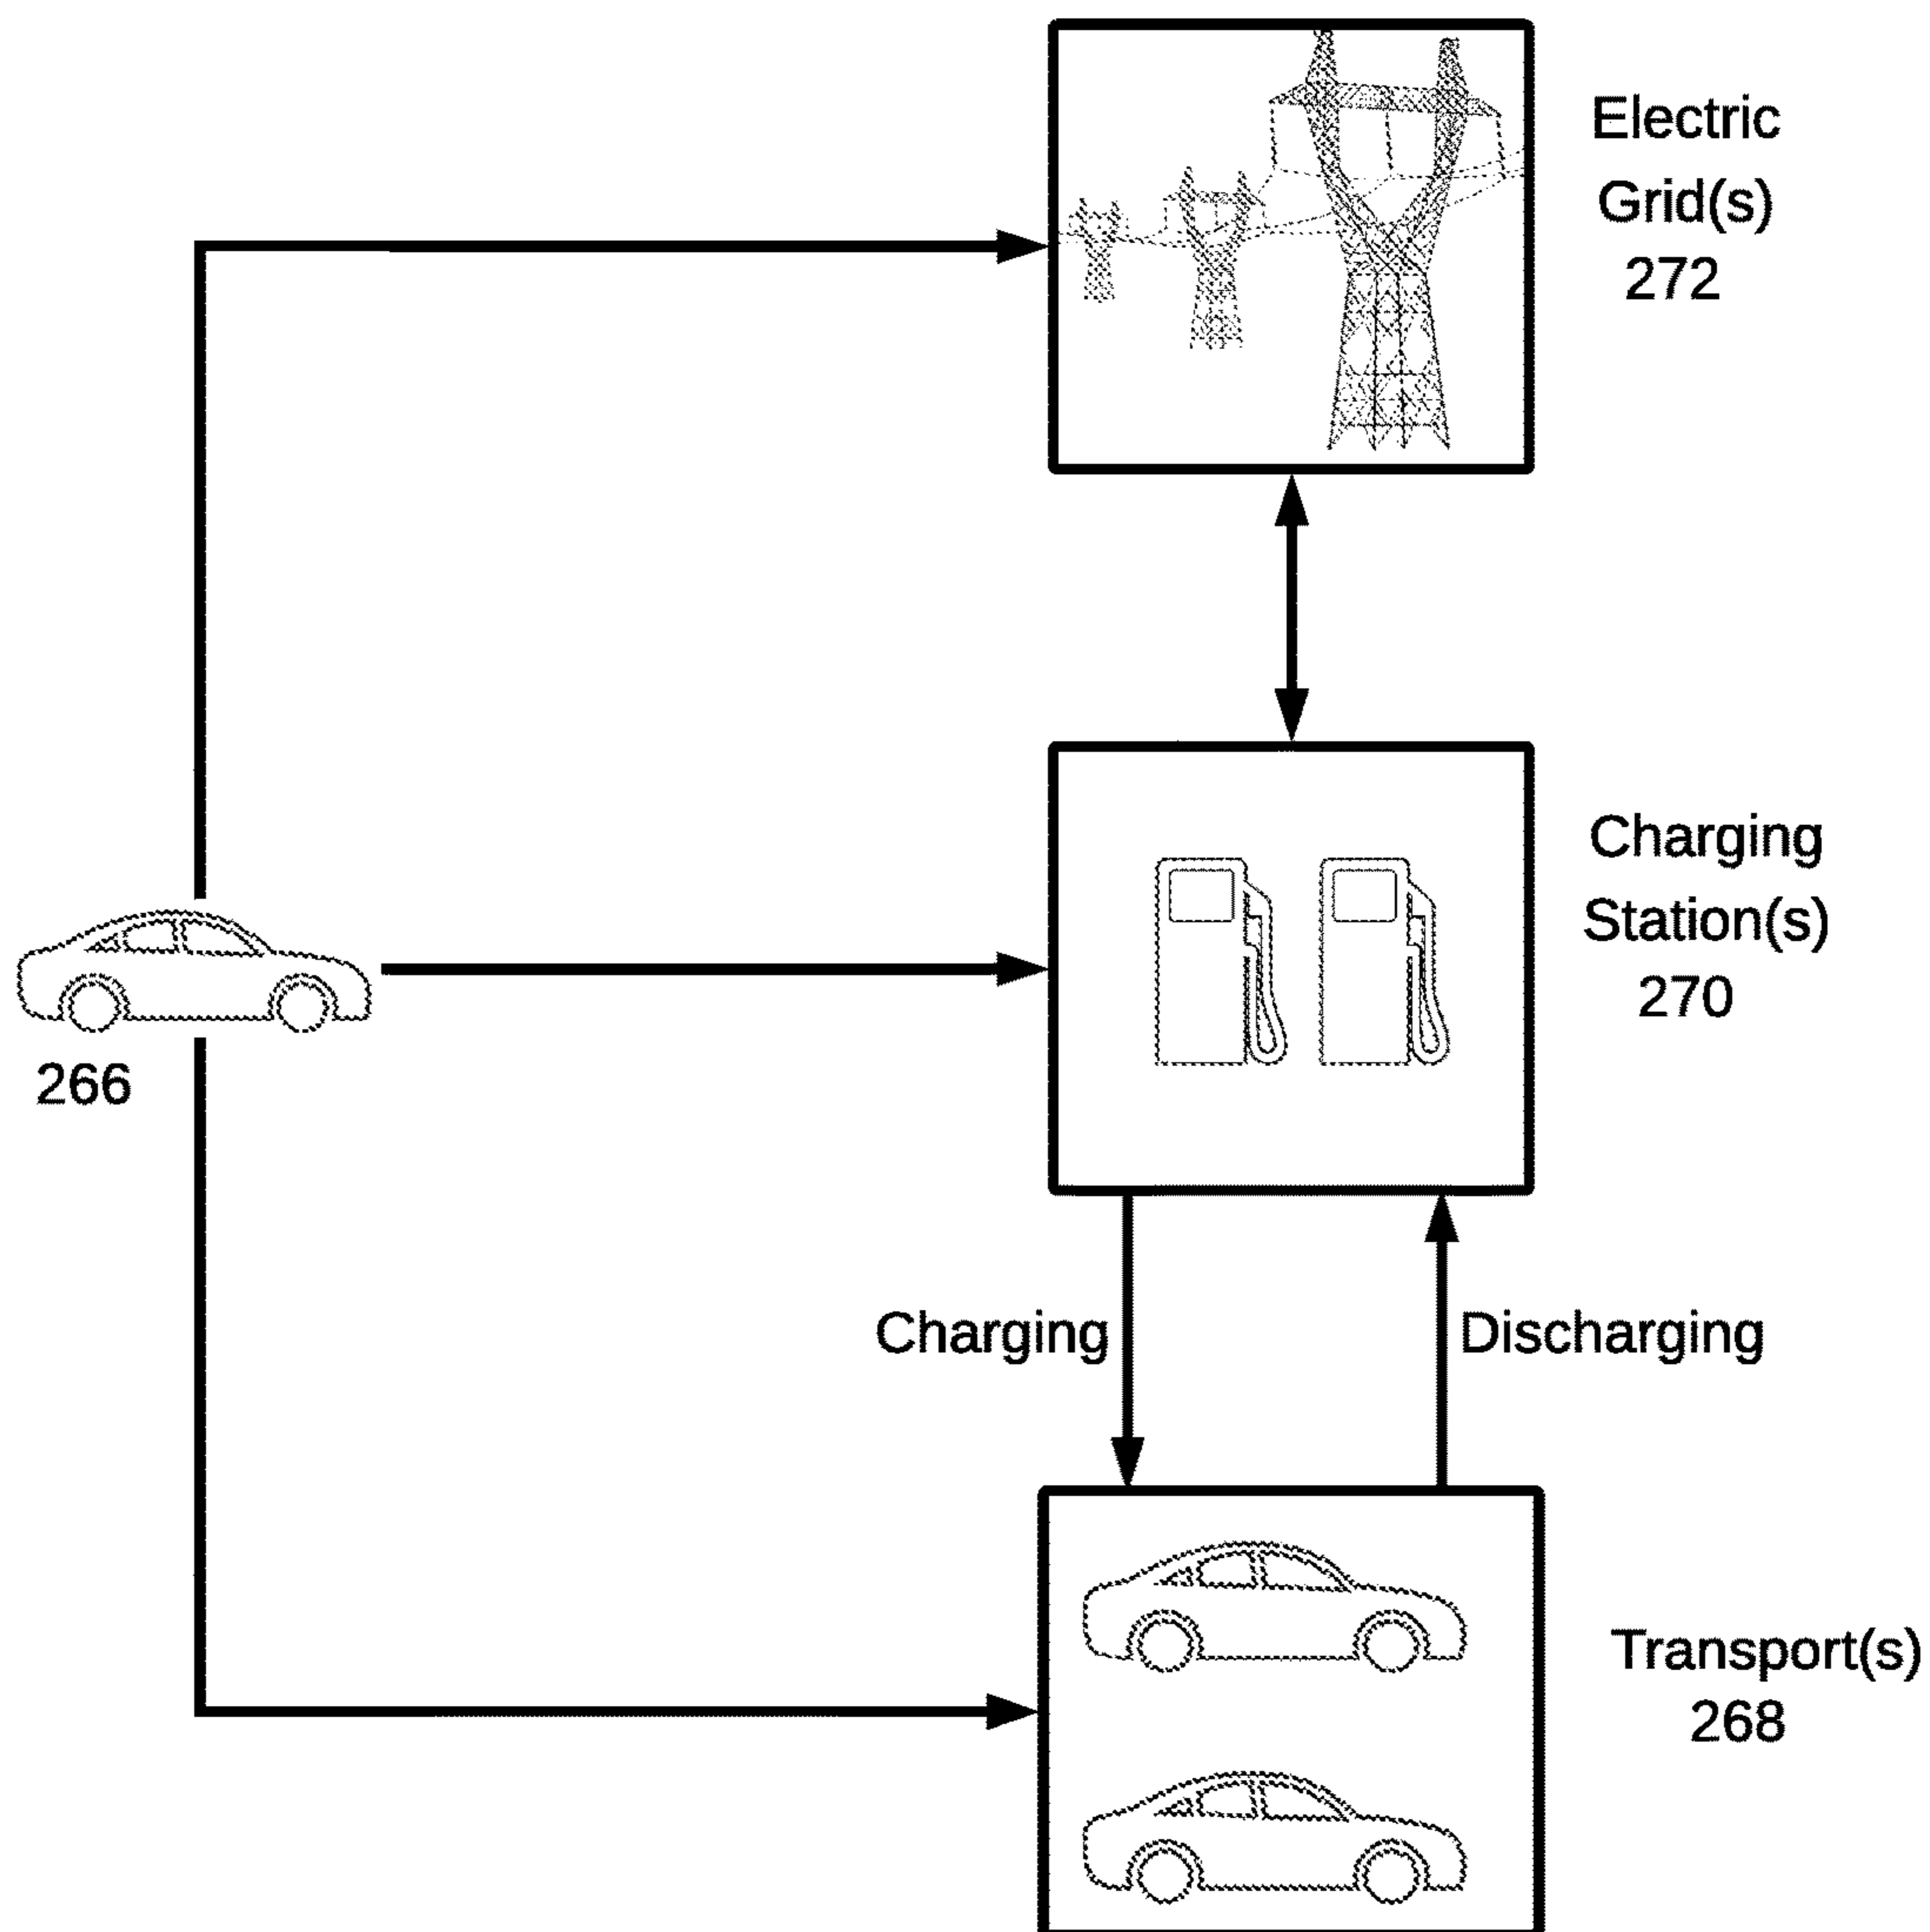 Electric
Grid(s)
272
Charging
Station(s)
270
266
Charging
Discharging
Transport(s)
268